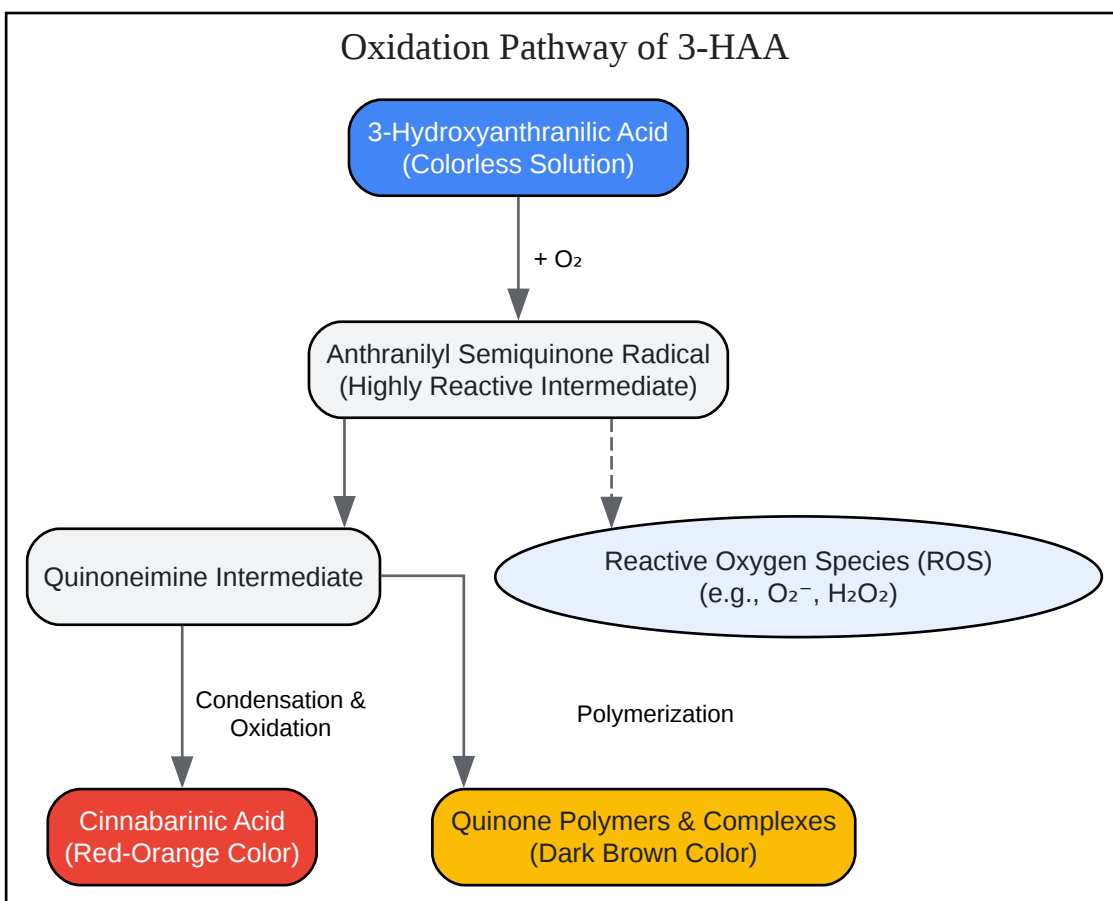 Oxidation Pathway of 3-HAA
3-Hydroxyanthranilic Acid
(Colorless Solution)
+ O₂
Anthranilyl Semiquinone Radical
(Highly Reactive Intermediate)
Quinoneimine Intermediate
Reactive Oxygen Species (ROS)
(e.g., O₂⁻, H₂O₂)
Condensation &
Oxidation
Polymerization
Cinnabarinic Acid
(Red-Orange Color)
Quinone Polymers & Complexes
(Dark Brown Color)